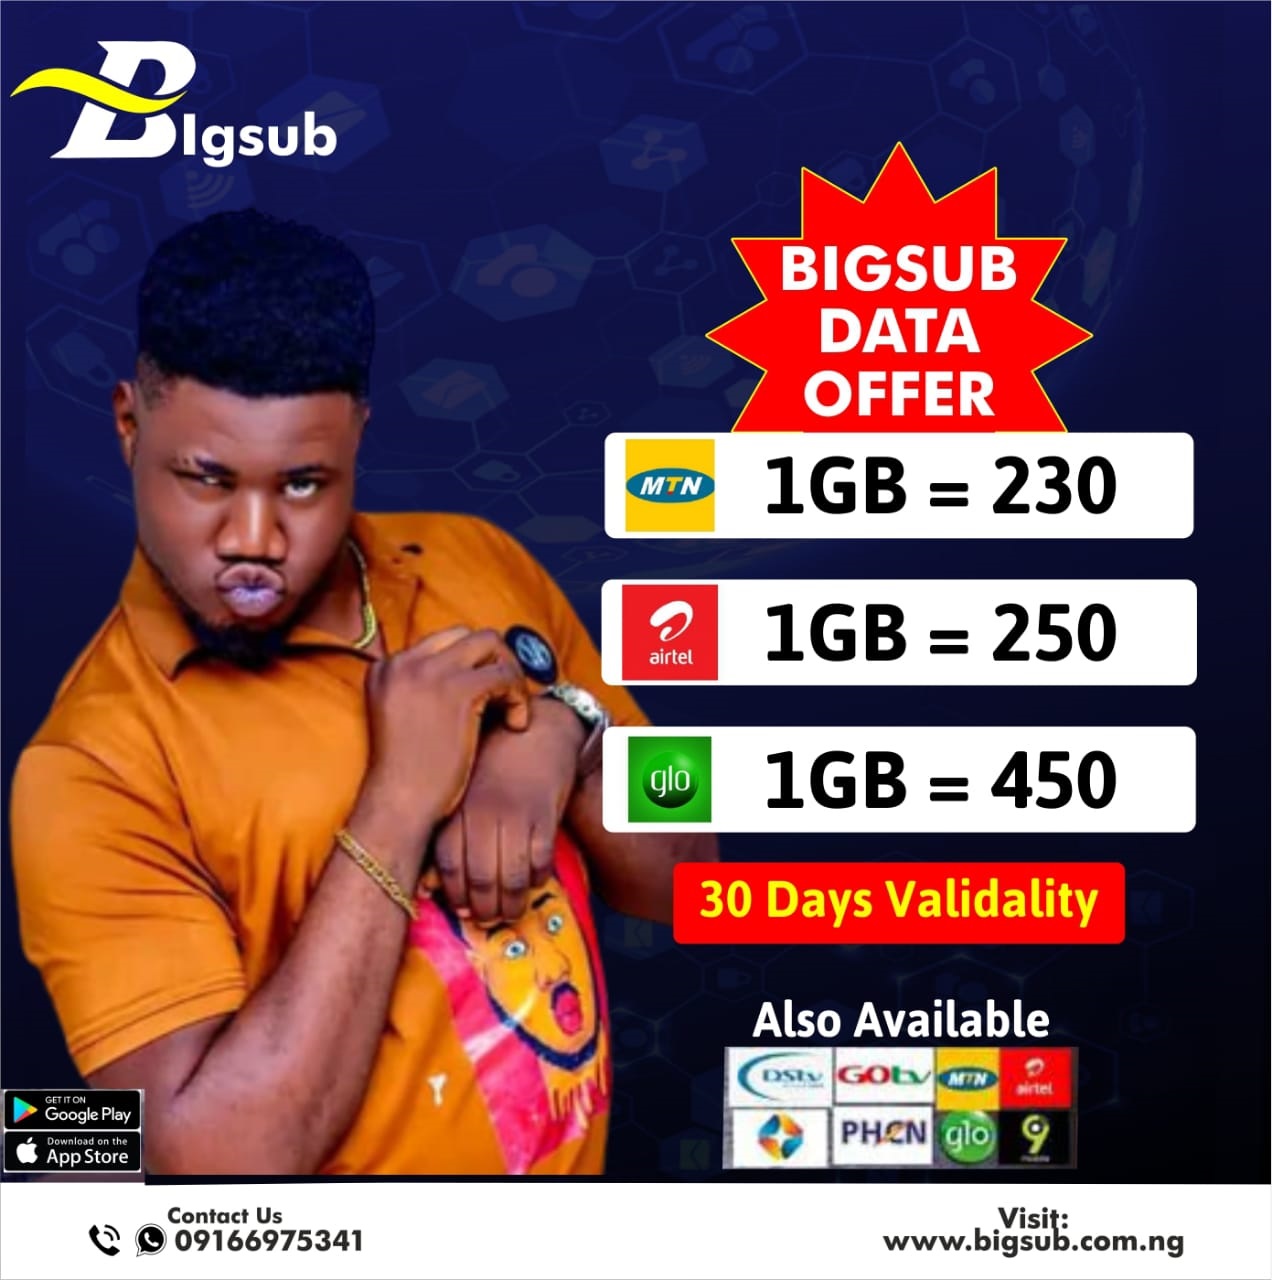 BIgsub
BIGSUB
DATA
OFFER
MTN 1GB = 230
airtel 1GB = 250
glo 1GB = 450
30 Days Validality
Also Available
DStv GOtv MTN airtel
PHCN glo 9 mobile
GET IT ON
Google Play
Download on the
App Store
Contact Us
09166975341
Visit:
www.bigsub.com.ng